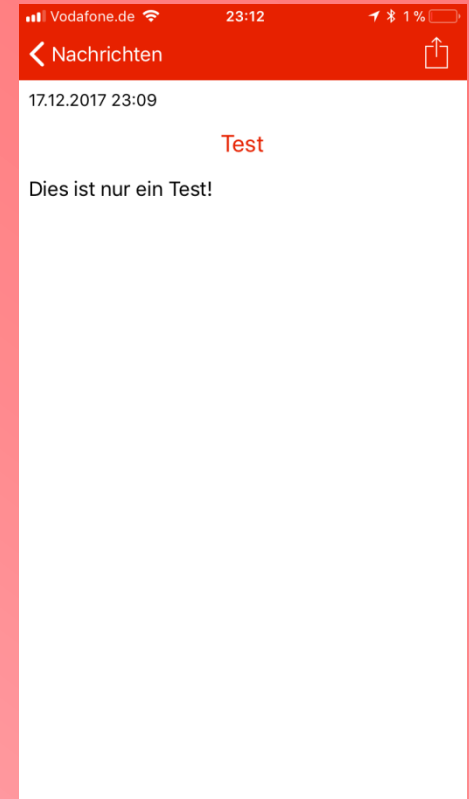 Vodafone.de 23:12 1 %
Nachrichten
17.12.2017 23:09
Test
Dies ist nur ein Test!